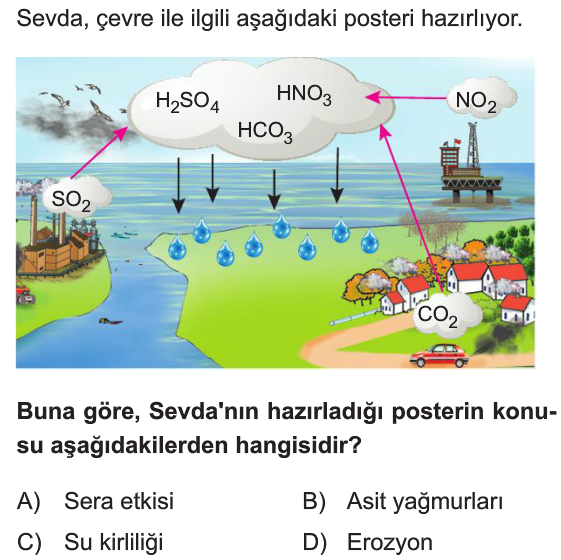 Sevda, çevre ile ilgili aşağıdaki posteri hazırlıyor.
H₂SO₄
HNO₃
NO₂
HCO₃
SO₂
CO₂
Buna göre, Sevda'nın hazırladığı posterin konu-
su aşağıdakilerden hangisidir?
A) Sera etkisi
B) Asit yağmurları
C) Su kirliliği
D) Erozyon